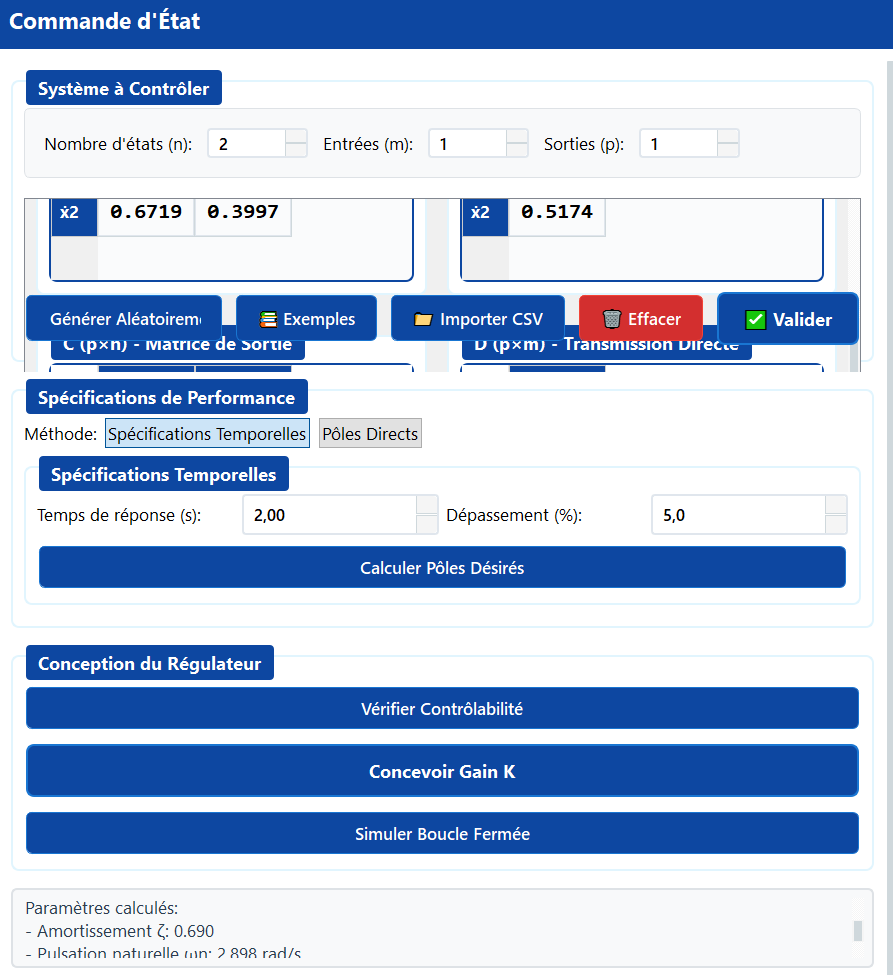 Commande d'État
Système à Contrôler
Nombre d'états (n): 2 Entrées (m): 1 Sorties (p): 1
ẋ2 0.6719 0.3997 ẋ2 0.5174
Générer Aléatoirem 📚 Exemples 📁 Importer CSV 🗑️ Effacer ✅ Valider
C (p×n) - Matrice de Sortie D (p×m) - Transmission Directe
Spécifications de Performance
Méthode: Spécifications Temporelles Pôles Directs
Spécifications Temporelles
Temps de réponse (s): 2,00 Dépassement (%): 5,0
Calculer Pôles Désirés
Conception du Régulateur
Vérifier Contrôlabilité
Concevoir Gain K
Simuler Boucle Fermée
Paramètres calculés:
- Amortissement ζ: 0.690
- Pulsation naturelle ωn: 2.898 rad/s